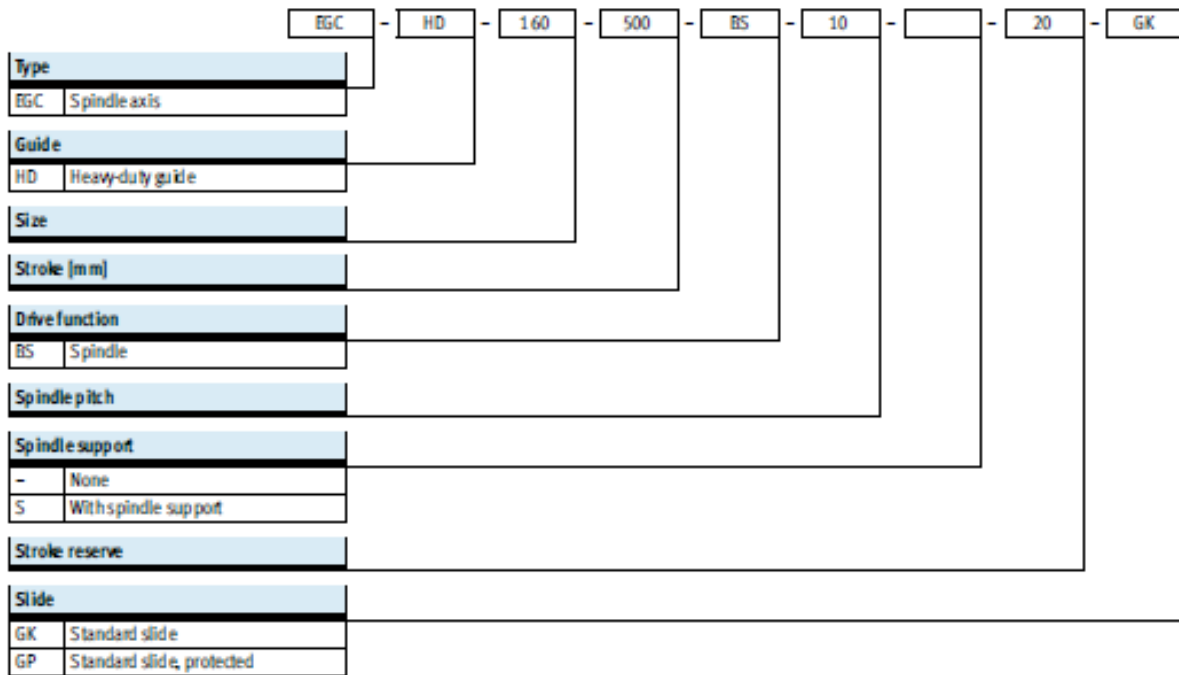 EGC – HD – 160 – 500 – BS – 10 – – 20 – GK
Type
EGC Spindle axis
Guide
HD Heavy-duty guide
Size
Stroke [mm]
Drive function
BS Spindle
Spindle pitch
Spindle support
– None
S With spindle support
Stroke reserve
Slide
GK Standard slide
GP Standard slide, protected